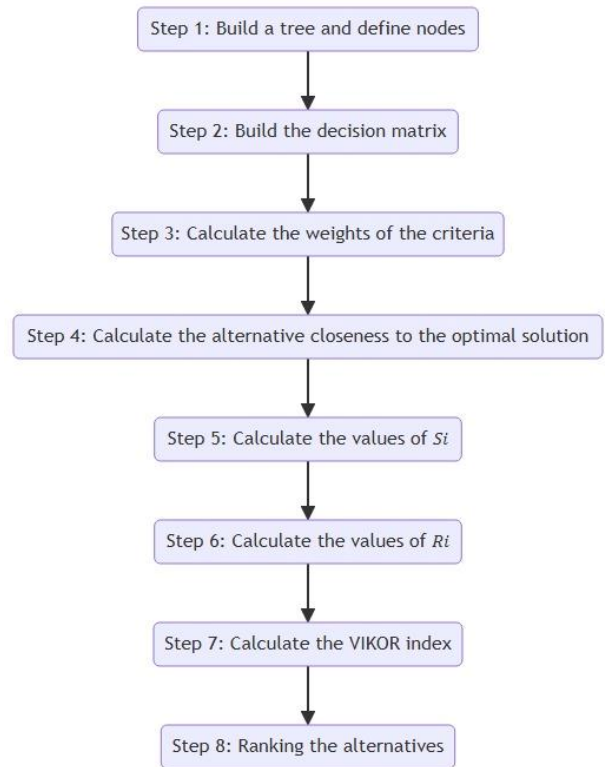 Step 1: Build a tree and define nodes
Step 2: Build the decision matrix
Step 3: Calculate the weights of the criteria
Step 4: Calculate the alternative closeness to the optimal solution
Step 5: Calculate the values of Si
Step 6: Calculate the values of Ri
Step 7: Calculate the VIKOR index
Step 8: Ranking the alternatives